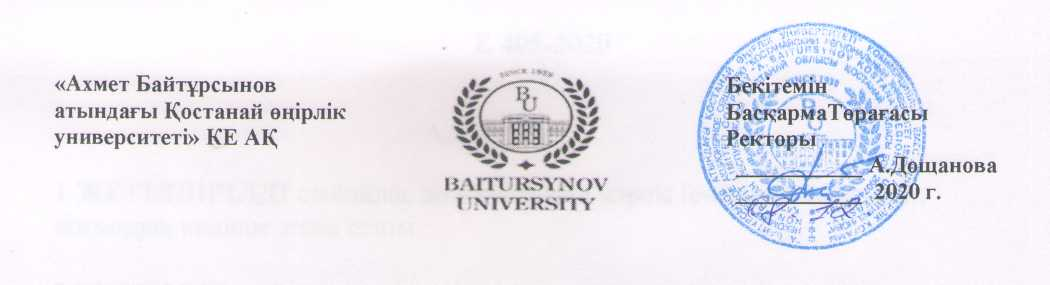 «Ахмет Байтұрсынов
атындағы Қостанай өңірлік
университеті» КЕ АҚ
SINCE 1939
BU
BAITURSYNOV
UNIVERSITY
Бекітемін
БасқармаТөрағасы
Ректоры
А.Дощанова
2020 г.